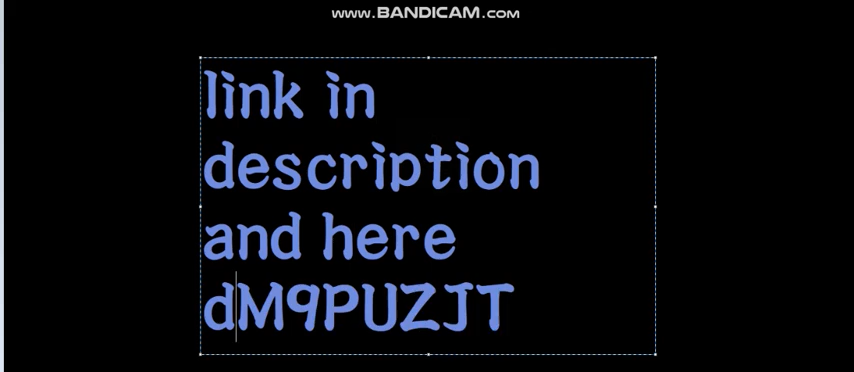 www.BANDICAM.com
link in
description
and here
dM9PUZJT